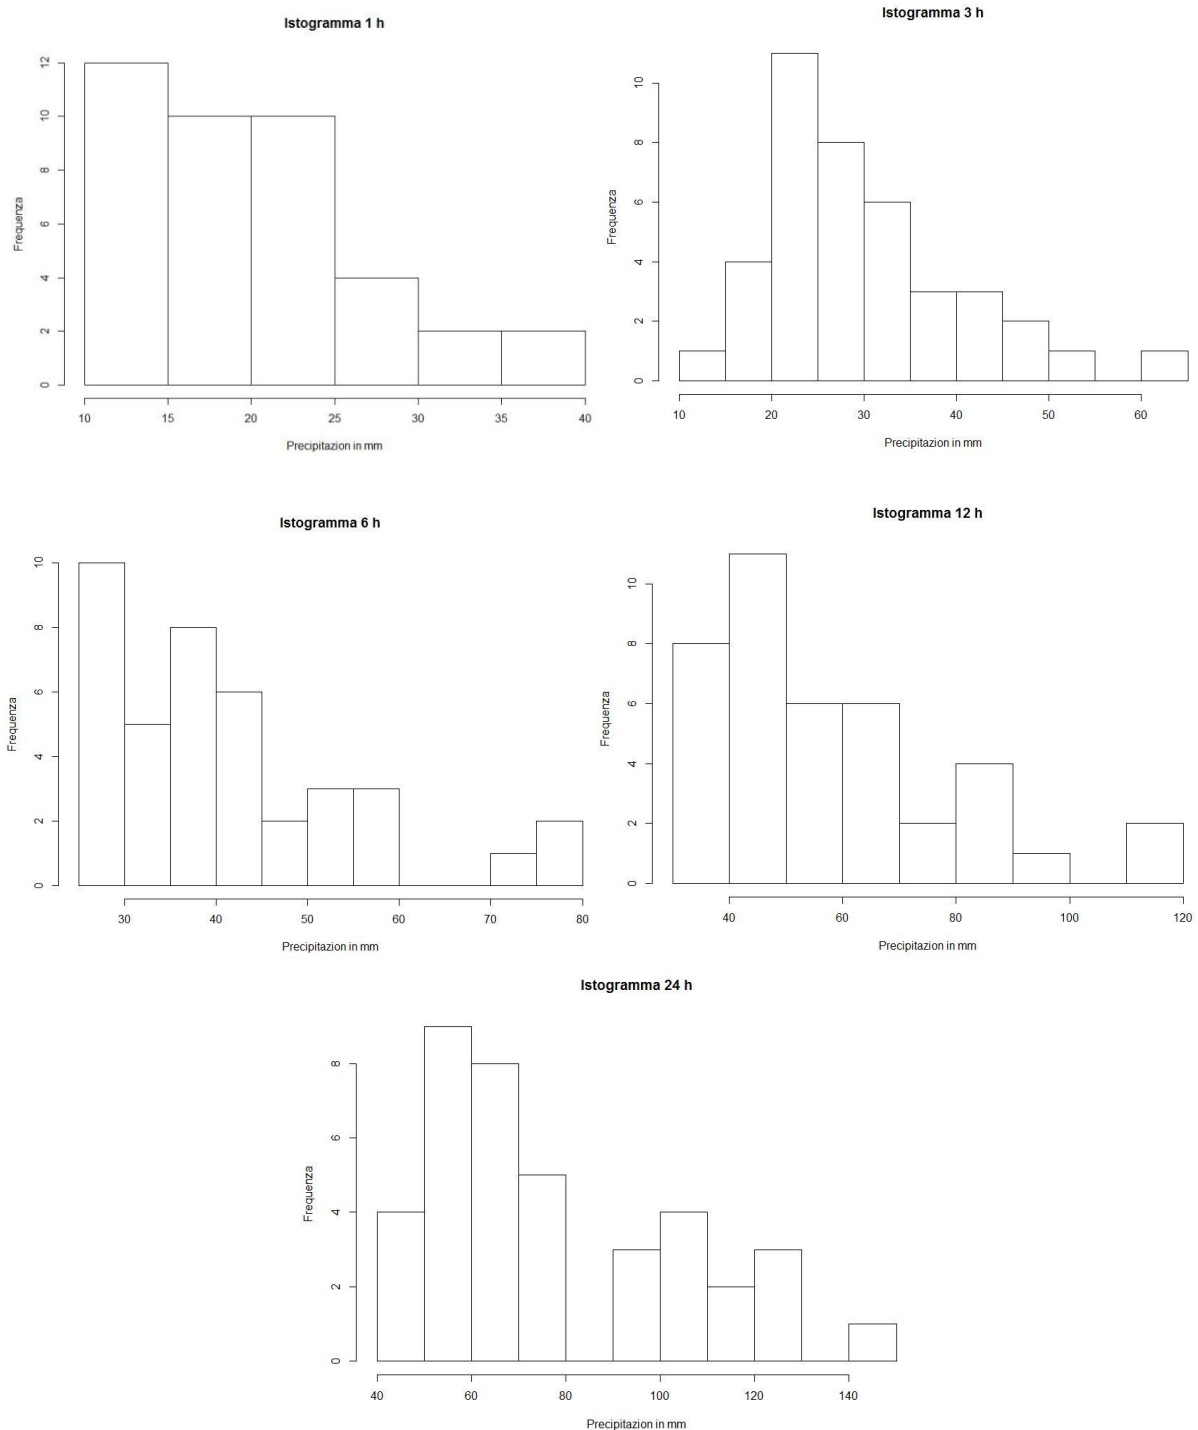 Istogramma 1 h
12
10
8
6
4
2
0
Frequenza
10 15 20 25 30 35 40
Precipitazion in mm
Istogramma 3 h
10
8
6
4
2
0
Frequenza
10 20 30 40 50 60
Precipitazion in mm
Istogramma 6 h
10
8
6
4
2
0
Frequenza
30 40 50 60 70 80
Precipitazion in mm
Istogramma 12 h
10
8
6
4
2
0
Frequenza
40 60 80 100 120
Precipitazion in mm
Istogramma 24 h
8
6
4
2
0
Frequenza
40 60 80 100 120 140
Precipitazion in mm